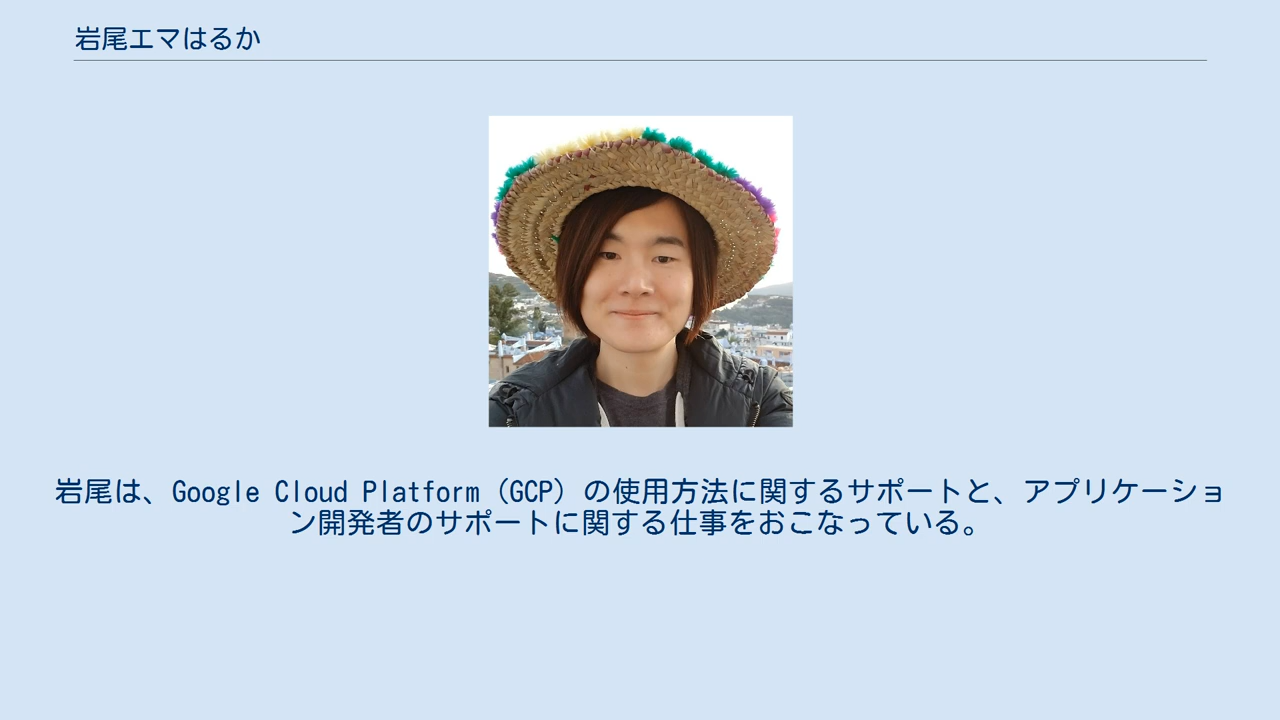 岩尾エマはるか
岩尾は、Google Cloud Platform（GCP）の使用方法に関するサポートと、アプリケーショ
ン開発者のサポートに関する仕事をおこなっている。